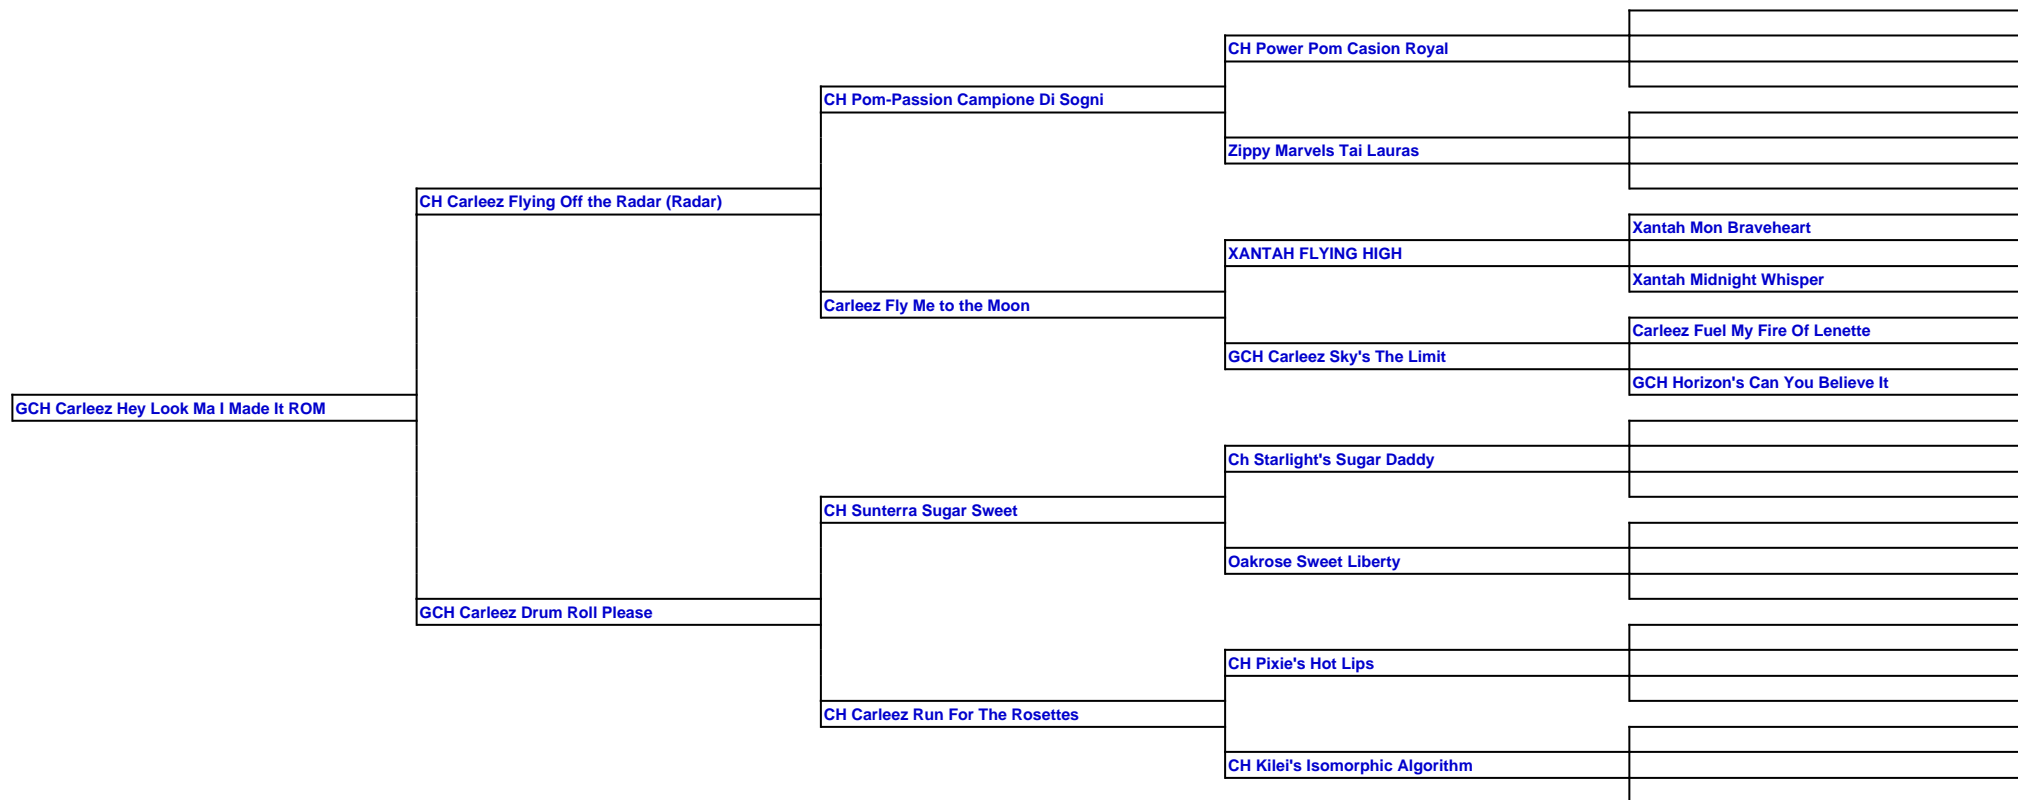 CH Power Pom Casion Royal
CH Pom-Passion Campione Di Sogni
Zippy Marvels Tai Lauras
CH Carleez Flying Off the Radar (Radar)
Xantah Mon Braveheart
XANTAH FLYING HIGH
Xantah Midnight Whisper
Carleez Fly Me to the Moon
Carleez Fuel My Fire Of Lenette
GCH Carleez Sky's The Limit
GCH Horizon's Can You Believe It
GCH Carleez Hey Look Ma I Made It ROM
Ch Starlight's Sugar Daddy
CH Sunterra Sugar Sweet
Oakrose Sweet Liberty
GCH Carleez Drum Roll Please
CH Pixie's Hot Lips
CH Carleez Run For The Rosettes
CH Kilei's Isomorphic Algorithm